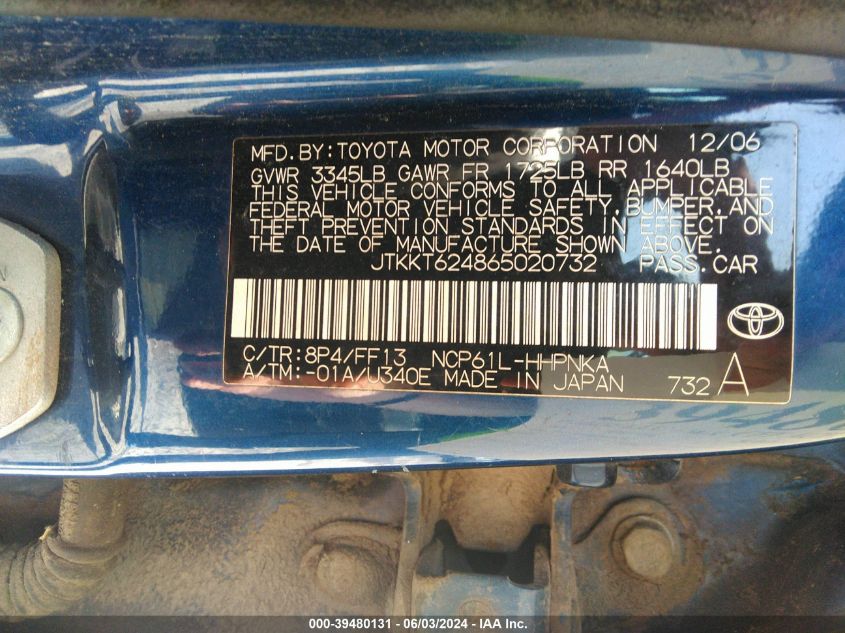 MFD.BY:TOYOTA MOTOR CORPORATION 12/06
GVWR 3345LB GAWR FR 1725LB RR 1640LB
THIS VEHICLE CONFORMS TO ALL APPLICABLE
FEDERAL MOTOR VEHICLE SAFETY,BUMPER,AND
THEFT PREVENTION STANDARDS IN EFFECT ON
THE DATE OF MANUFACTURE SHOWN ABOVE.
JTKKT624865020732 PASS.CAR
C/TR:8P4/FF13 NCP61L-HHPNKA
A/TM:-01A/U340E MADE IN JAPAN 732 A
000-39480131 - 06/03/2024 - IAA Inc.